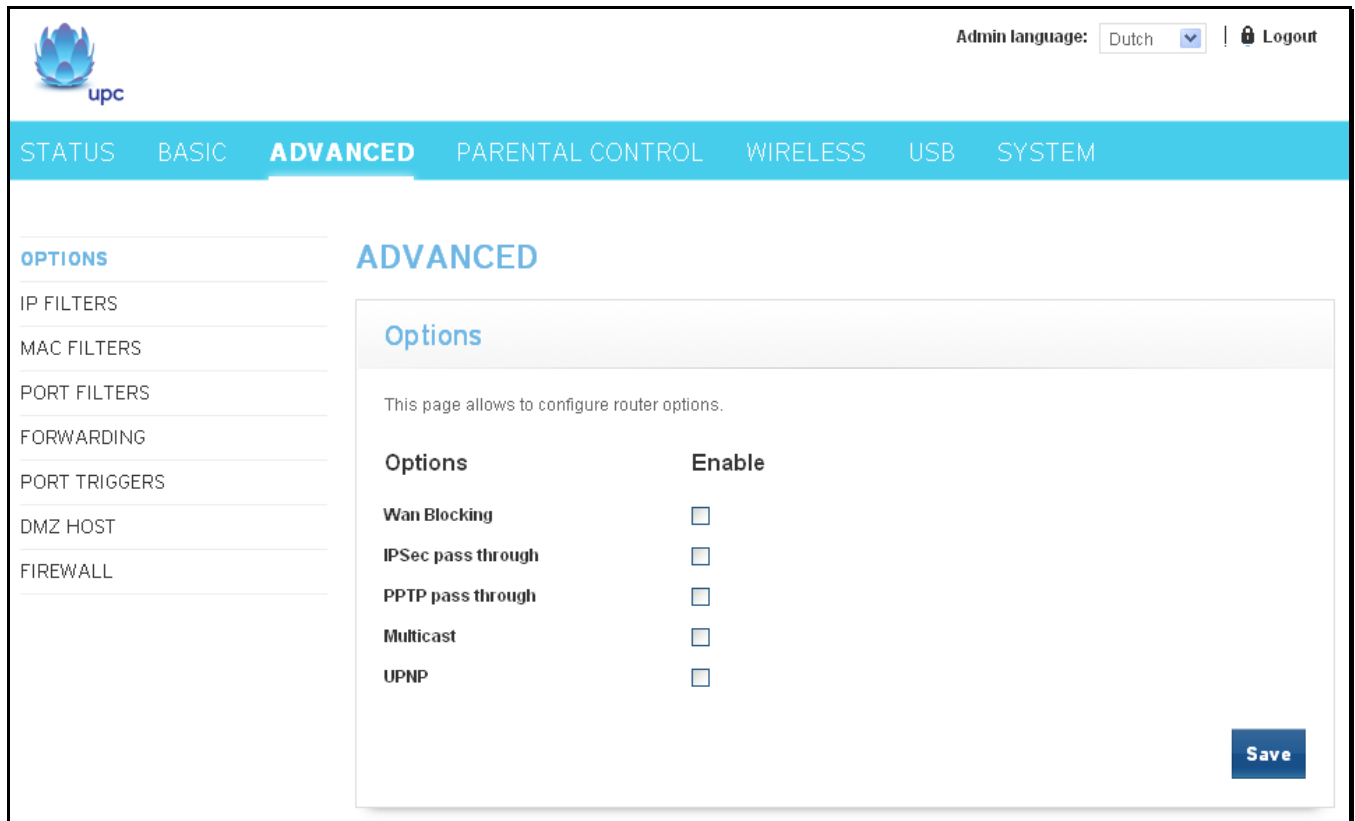 upc
Admin language: Dutch | Logout
STATUS BASIC ADVANCED PARENTAL CONTROL WIRELESS USB SYSTEM
OPTIONS
IP FILTERS
MAC FILTERS
PORT FILTERS
FORWARDING
PORT TRIGGERS
DMZ HOST
FIREWALL
ADVANCED
Options
This page allows to configure router options.
Options Enable
Wan Blocking
IPSec pass through
PPTP pass through
Multicast
UPNP
Save